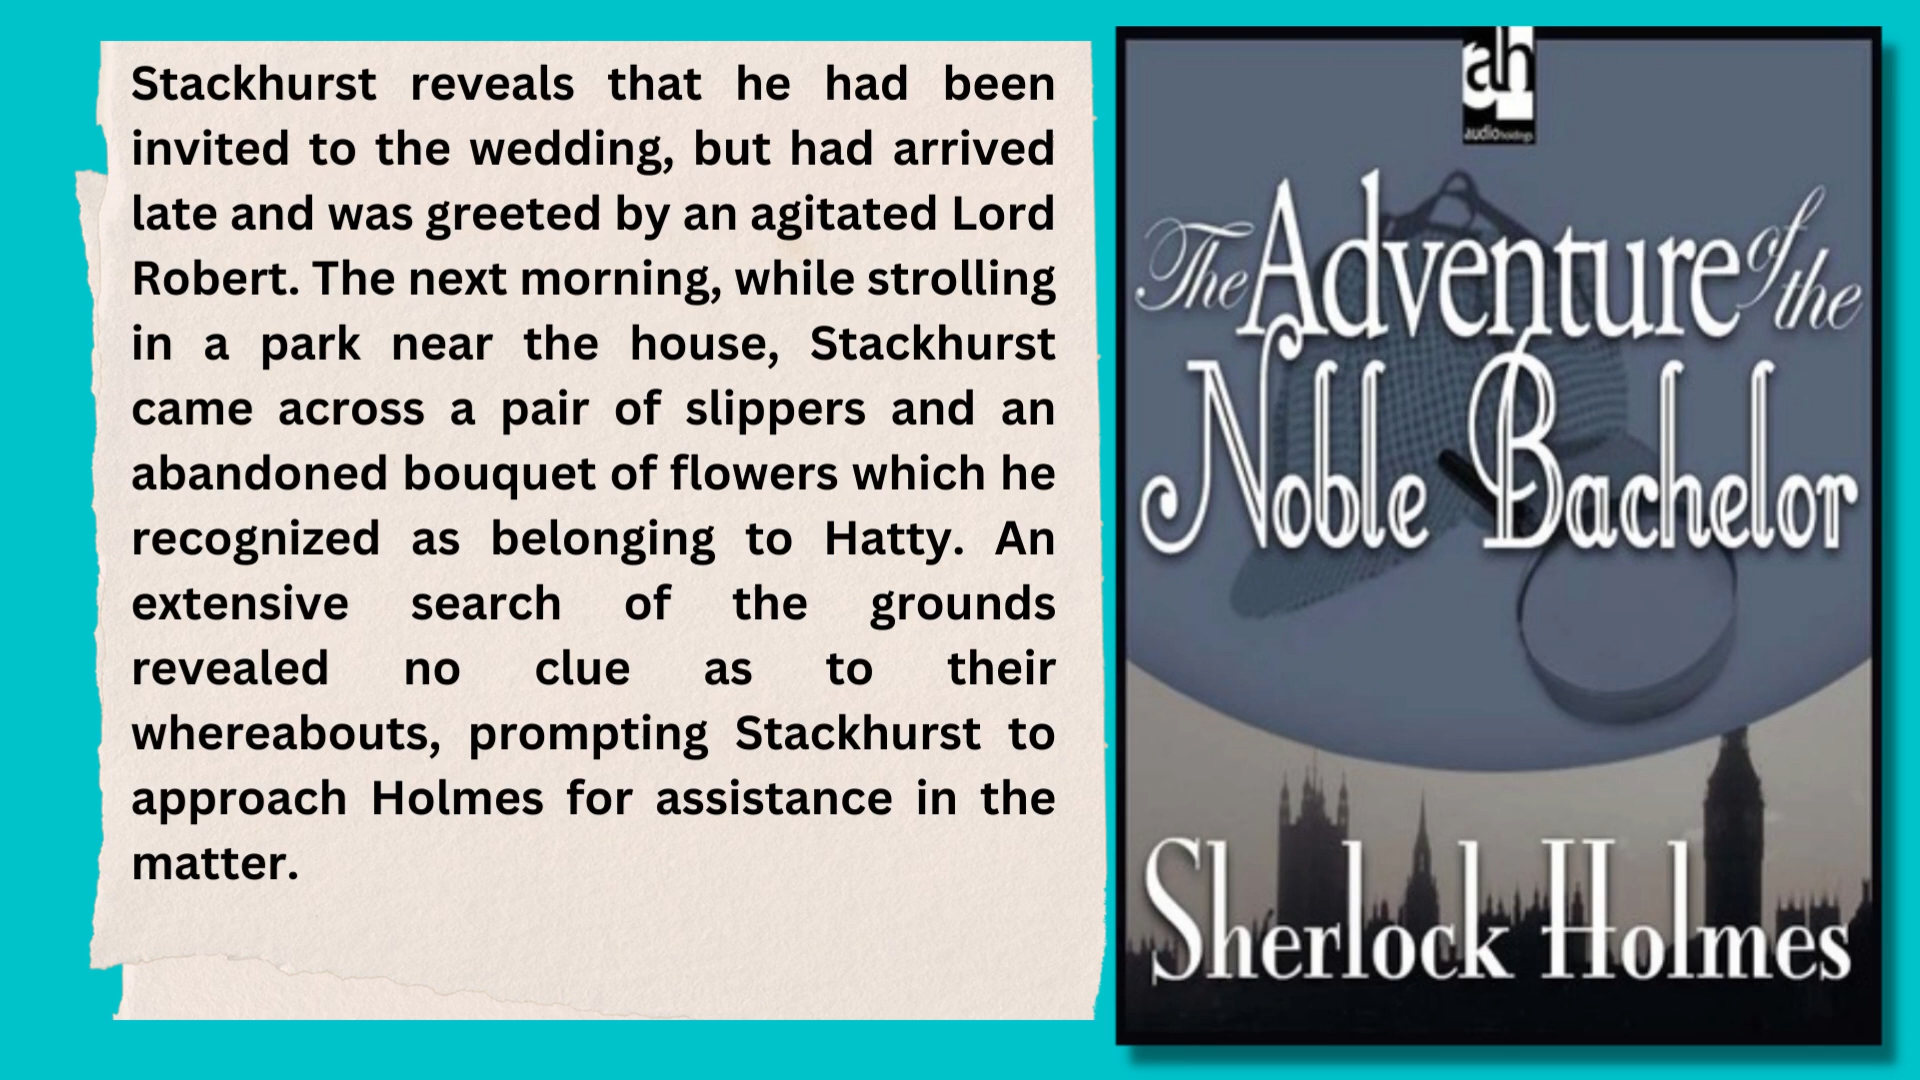 Stackhurst reveals that he had been
invited to the wedding, but had arrived
late and was greeted by an agitated Lord
Robert. The next morning, while strolling
in a park near the house, Stackhurst
came across a pair of slippers and an
abandoned bouquet of flowers which he
recognized as belonging to Hatty. An
extensive search of the grounds
revealed no clue as to their
whereabouts, prompting Stackhurst to
approach Holmes for assistance in the
matter.
ah
audioholdings
The Adventure of the
Noble Bachelor
Sherlock Holmes